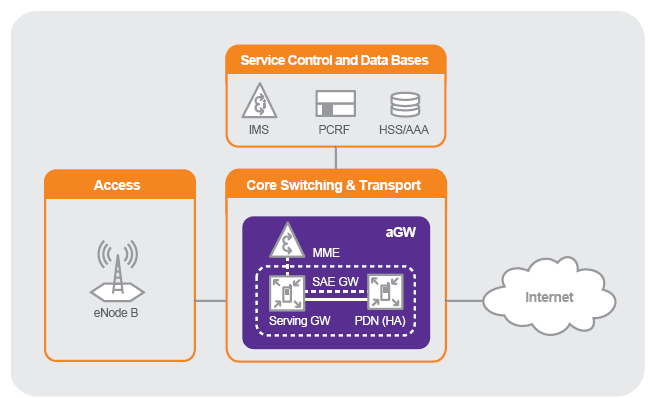 Service Control and Data Bases
IMS
PCRF
HSS/AAA
Access
eNode B
Core Switching & Transport
aGW
MME
SAE GW
Serving GW
PDN (HA)
Internet